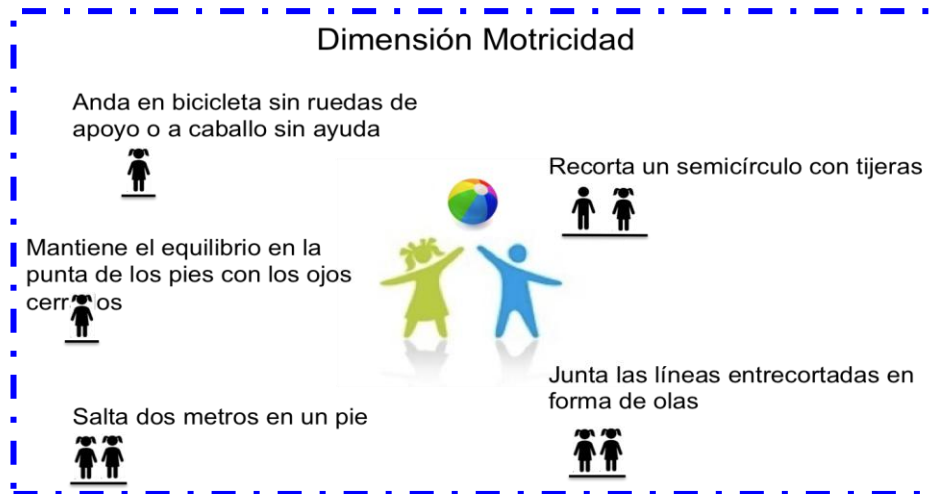 Dimensión Motricidad
Anda en bicicleta sin ruedas de
apoyo o a caballo sin ayuda
Recorta un semicírculo con tijeras
Mantiene el equilibrio en la
punta de los pies con los ojos
Junta las líneas entrecortadas en
forma de olas
Salta dos metros en un pie